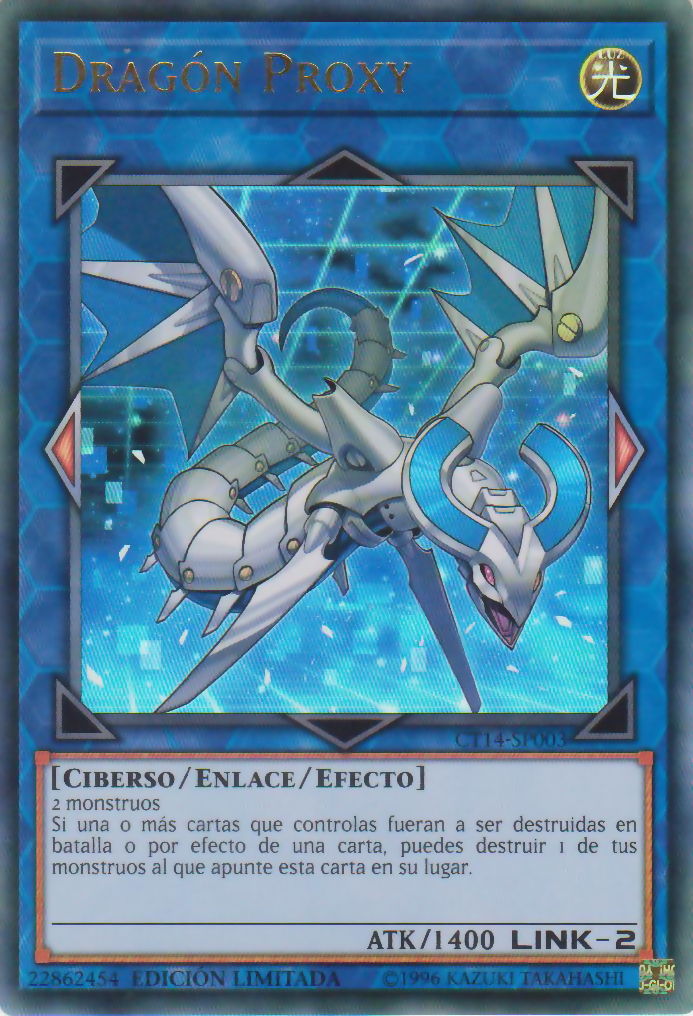 Dragón Proxy
LUZ
光
CT14-SP003
[Ciberso/Enlace/Efecto]
2 monstruos
Si una o más cartas que controlas fueran a ser destruidas en
batalla o por efecto de una carta, puedes destruir 1 de tus
monstruos al que apunte esta carta en su lugar.
ATK/1400 LINK-2
22862454 EDICIÓN LIMITADA ©1996 KAZUKI TAKAHASHI